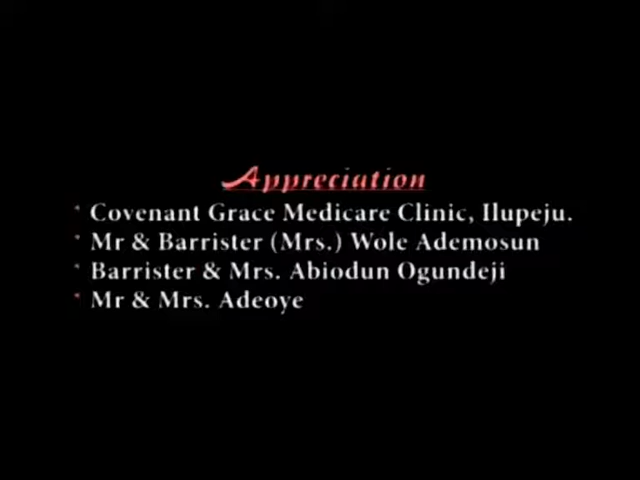 Appreciation
* Covenant Grace Medicare Clinic, Ilupeju.
* Mr & Barrister (Mrs.) Wole Ademosun
* Barrister & Mrs. Abiodun Ogundeji
* Mr & Mrs. Adeoye